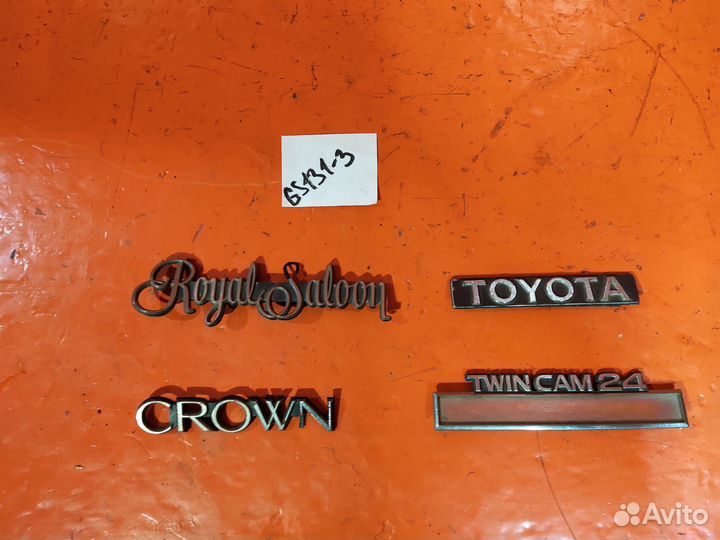 GS131-3
Royal Saloon
TOYOTA
TWIN CAM 24
CROWN
Avito